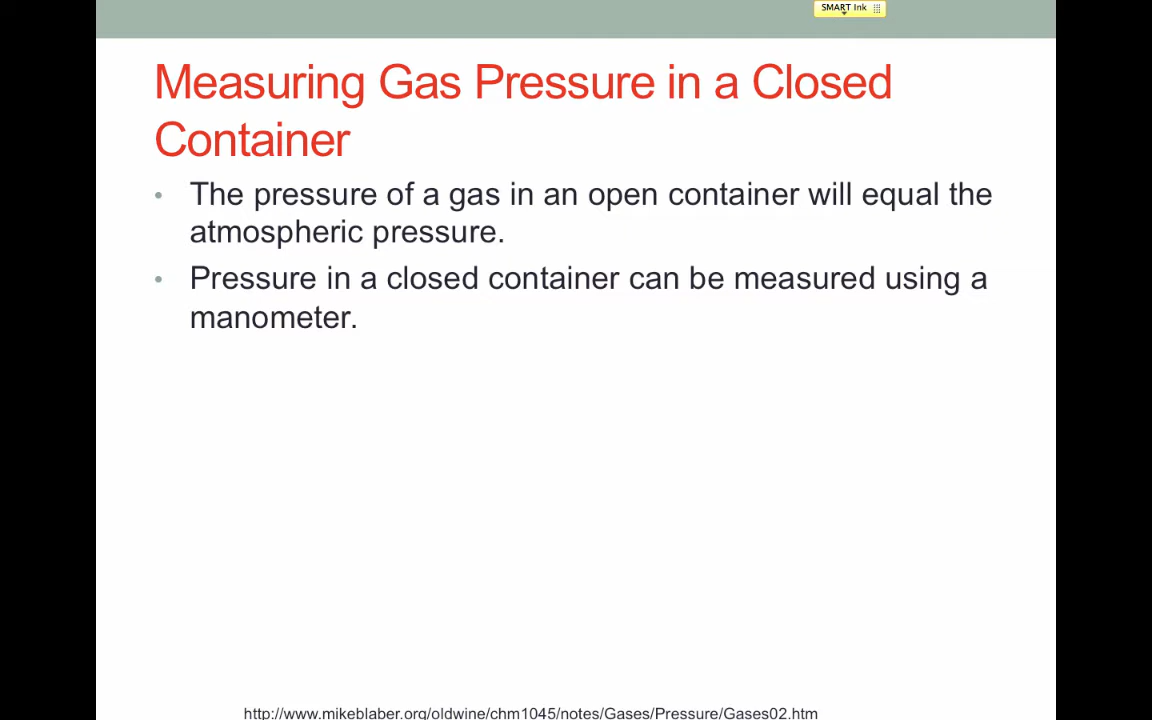 SMART Ink
Measuring Gas Pressure in a Closed
Container
• The pressure of a gas in an open container will equal the
atmospheric pressure.
• Pressure in a closed container can be measured using a
manometer.
http://www.mikeblaber.org/oldwine/chm1045/notes/Gases/Pressure/Gases02.htm